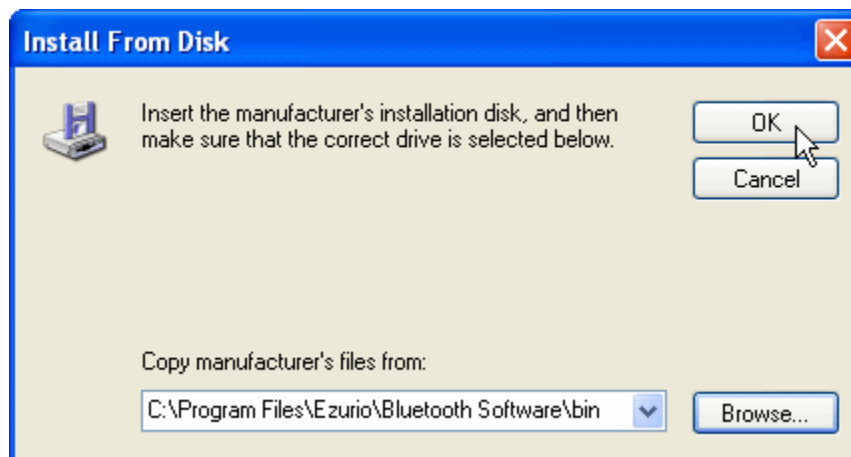 Install From Disk
Insert the manufacturer's installation disk, and then
make sure that the correct drive is selected below.
OK
Cancel
Copy manufacturer's files from:
C:\Program Files\Ezurio\Bluetooth Software\bin
Browse...